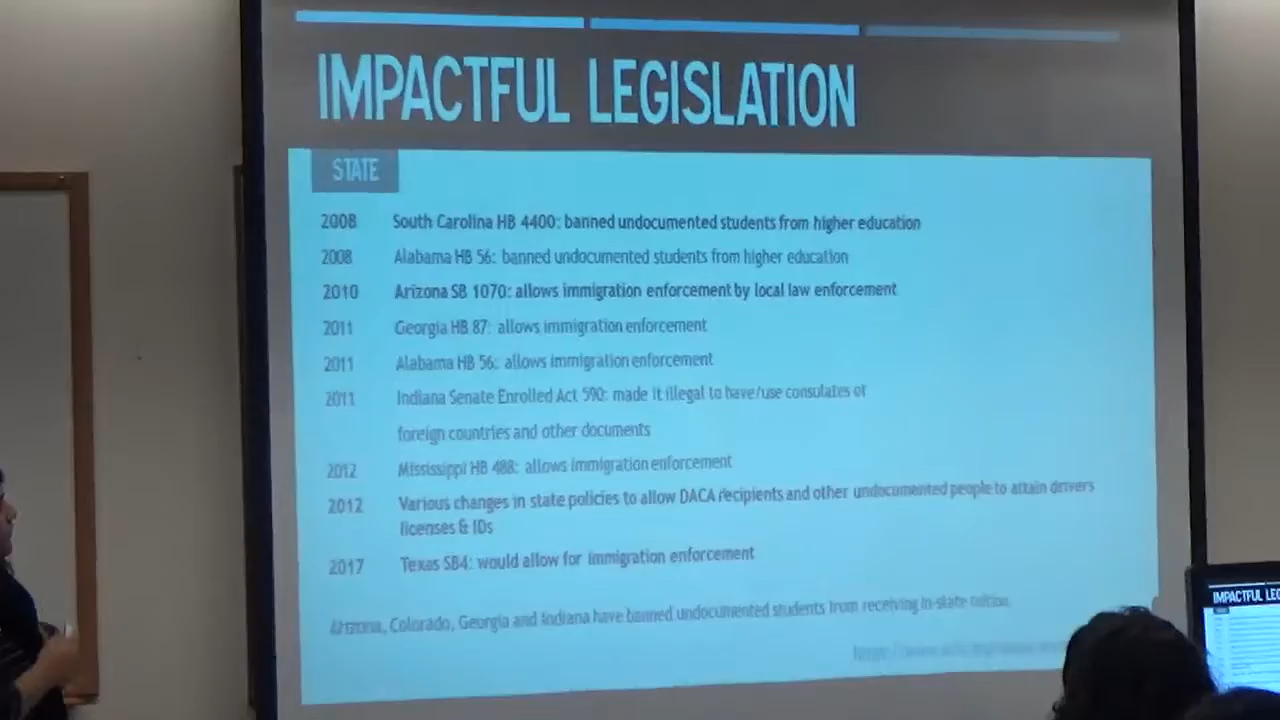 IMPACTFUL LEGISLATION
STATE
2008 South Carolina HB 4400: banned undocumented students from higher education
2008 Alabama HB 56: banned undocumented students from higher education
2010 Arizona SB 1070: allows immigration enforcement by local law enforcement
2011 Georgia HB 87: allows immigration enforcement
2011 Alabama HB 56: allows immigration enforcement
2011 Indiana Senate Enrolled Act 590: made it illegal to have/use consulates of
foreign countries and other documents
2012 Mississippi HB 488: allows immigration enforcement
2012 Various changes in state policies to allow DACA recipients and other undocumented people to attain drivers
licenses & IDs
2017 Texas SB4: would allow for immigration enforcement
Arizona, Colorado, Georgia and Indiana have banned undocumented students from receiving in-state tuition
IMPACTFUL LEG